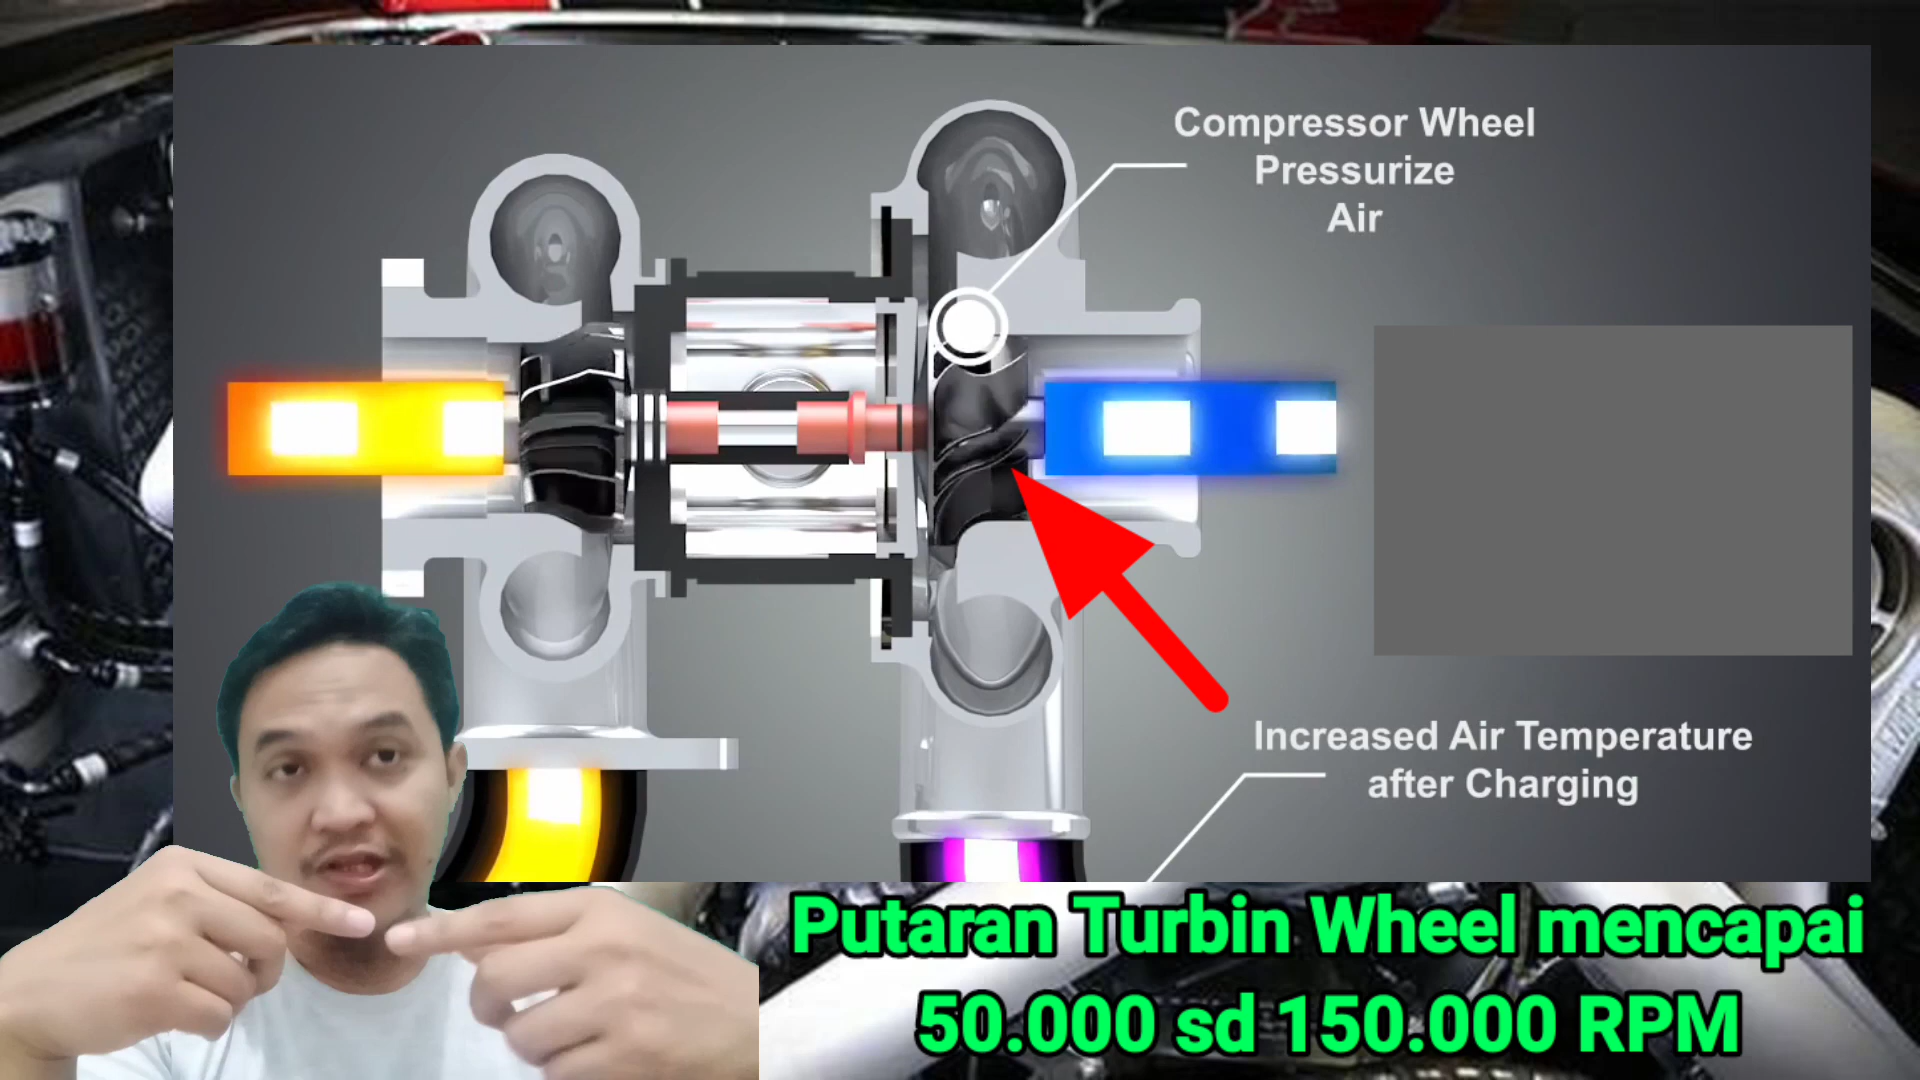 Compressor Wheel
Pressurize
Air
Increased Air Temperature
after Charging
Putaran Turbin Wheel mencapai
50.000 sd 150.000 RPM